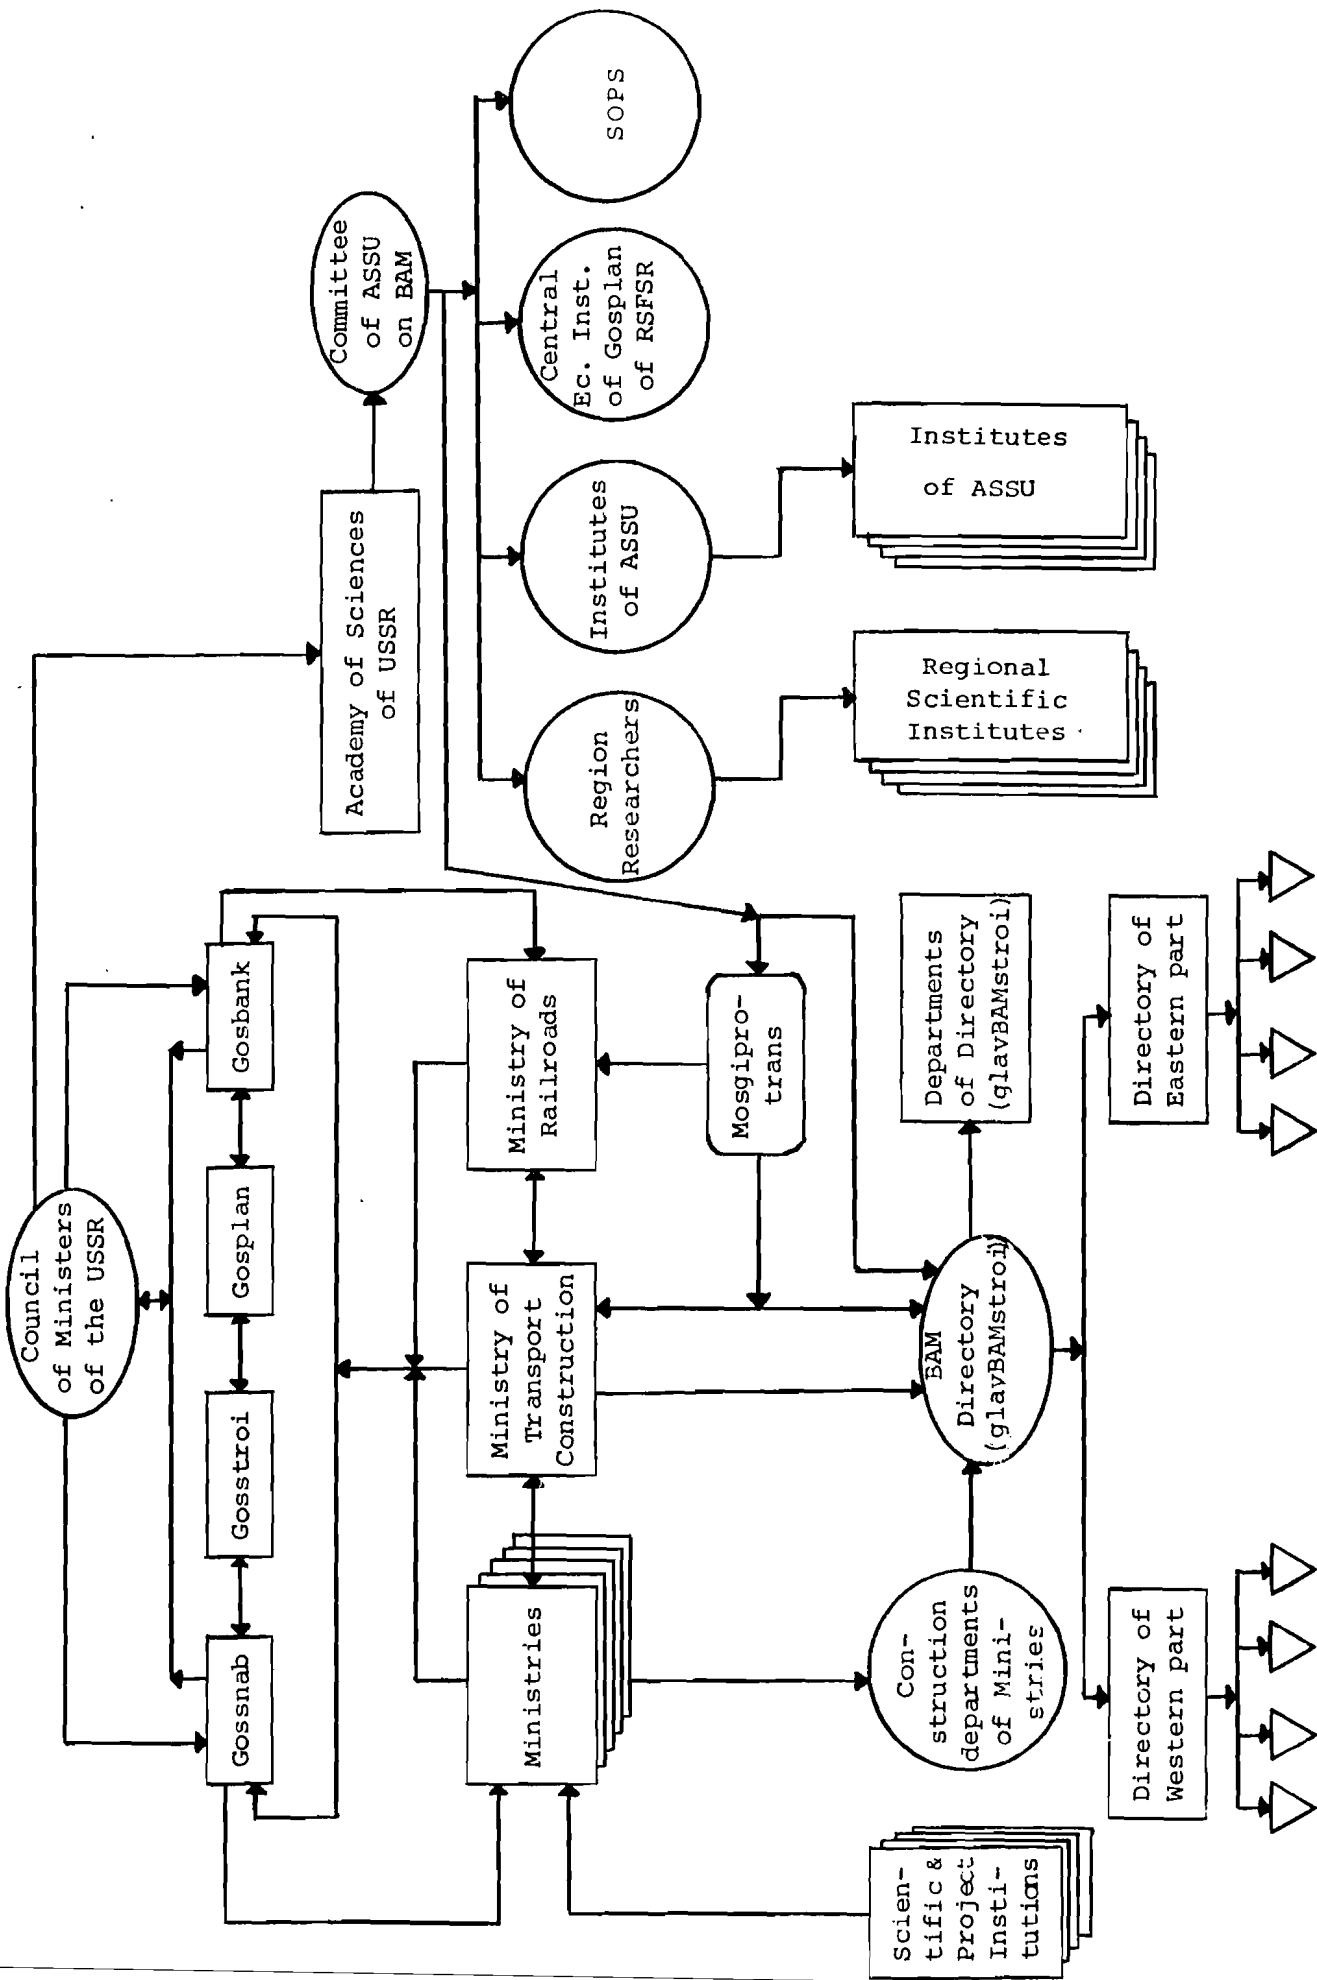 Council
of Ministers
of the USSR
Gossnab
Gosstroi
Gosplan
Gosbank
Academy of Sciences
of USSR
Committee
of ASSU
on BAM
Ministries
Ministry of
Transport
Construction
Ministry of
Railroads
Region
Researchers
Institutes
of ASSU
Central
Ec. Inst.
of Gosplan
of RSFSR
SOPS
Mosgipro-
trans
Scien-
tific &
Project
Insti-
tutions
Con-
struction
departments
of Mini-
stries
BAM
Directory
(glavBAMstroi)
Departments
of Directory
(glavBAMstroi)
Regional
Scientific
Institutes
Institutes
of ASSU
Directory of
Western part
Directory of
Eastern part